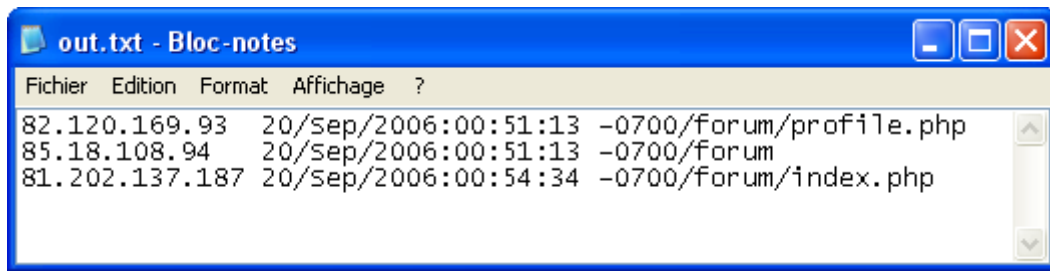 out.txt - Bloc-notes
Fichier Edition Format Affichage ?
82.120.169.93 20/Sep/2006:00:51:13 -0700/forum/profile.php
85.18.108.94 20/Sep/2006:00:51:13 -0700/forum
81.202.137.187 20/Sep/2006:00:54:34 -0700/forum/index.php